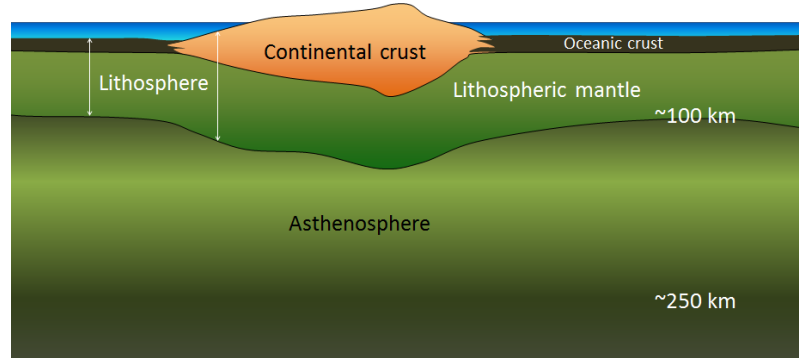 Continental crust
Oceanic crust
Lithosphere
Lithospheric mantle
~100 km
Asthenosphere
~250 km